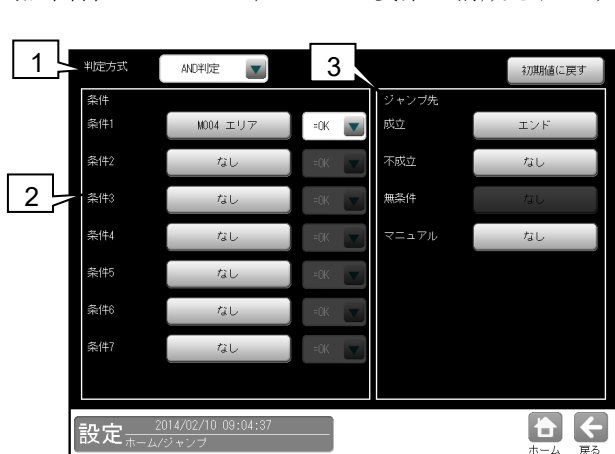 1
判定方式
AND判定
3
初期値に戻す
条件
条件1
M004 エリア
=OK
条件2
なし
=OK
2
条件3
なし
=OK
条件4
なし
=OK
条件5
なし
=OK
条件6
なし
=OK
条件7
なし
=OK
ジャンプ先
成立
エンド
不成立
なし
無条件
なし
マニュアル
なし
設定
2014/02/10 09:04:37
ホーム/ジャンプ
ホーム
戻る